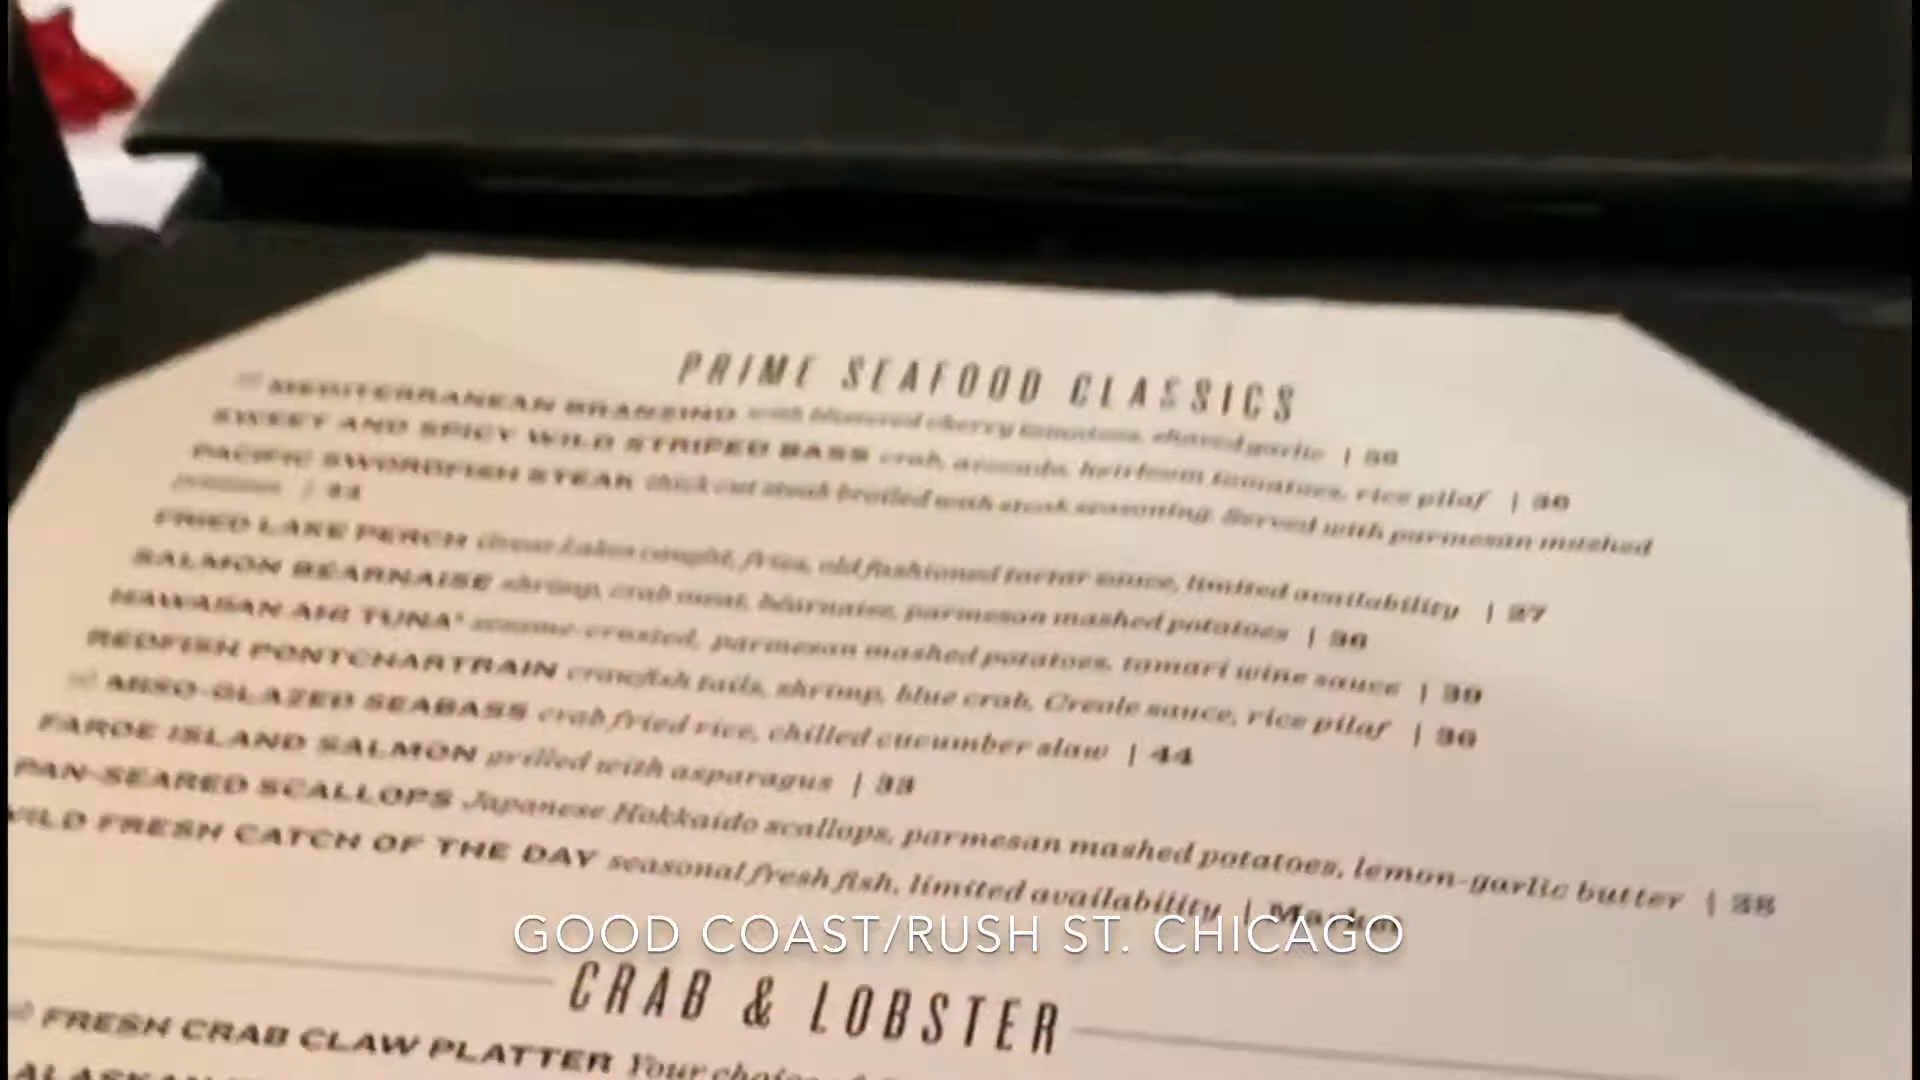 PRIME SEAFOOD CLASSICS
MEDITERRANEAN BRANZINO with blistered cherry tomatoes, shaved garlic |
SWEET AND SPICY WILD STRIPED BASS crab, avocado, heirloom tomatoes, rice pilaf | 36
PACIFIC SWORDFISH STEAK thick cut steak broiled with steak seasoning. Served with parmesan mashed
potatoes |
FRIED LAKE PERCH Great Lakes caught, fries, old fashioned tartar sauce, limited availability | 27
SALMON BÉARNAISE shrimp, crab meat, béarnaise, parmesan mashed potatoes | 36
HAWAIIAN AHI TUNA* sesame-crusted, parmesan mashed potatoes, tamari wine sauce | 39
REDFISH PONTCHARTRAIN crawfish tails, shrimp, blue crab, Creole sauce, rice pilaf | 36
MISO-GLAZED SEABASS crab fried rice, chilled cucumber slaw | 44
FAROE ISLAND SALMON grilled with asparagus | 33
PAN-SEARED SCALLOPS Japanese Hokkaido scallops, parmesan mashed potatoes, lemon-garlic butter |
WILD FRESH CATCH OF THE DAY seasonal fresh fish, limited availability | Market
GOOD COAST/RUSH ST. CHICAGO
CRAB & LOBSTER
FRESH CRAB CLAW PLATTER Your choice of
ALASKAN